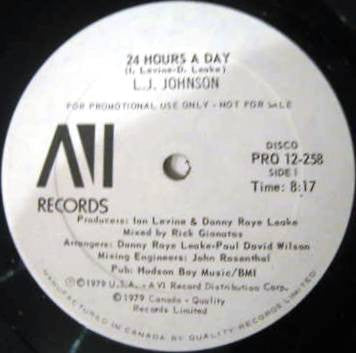 24 HOURS A DAY
(I. Levine-D. Leake)
L.J. JOHNSON
FOR PROMOTIONAL USE ONLY - NOT FOR SALE
AVI
RECORDS
DISCO
PRO 12-258
SIDE 1
Time: 8:17
Producers: Ian Levine & Danny Raye Leake
Mixed by Rick Gianatos
Arrangers: Danny Raye Leake-Paul David Wilson
Mixing Engineers: John Rosenthal
Pub: Hudson Bay Music/BMI
Ⓟ©1979 U.S.A. - AVI Record Distribution Corp.
©1979 Canada - Quality
Records Limited
MANUFACTURED IN CANADA BY QUALITY RECORDS LIMITED